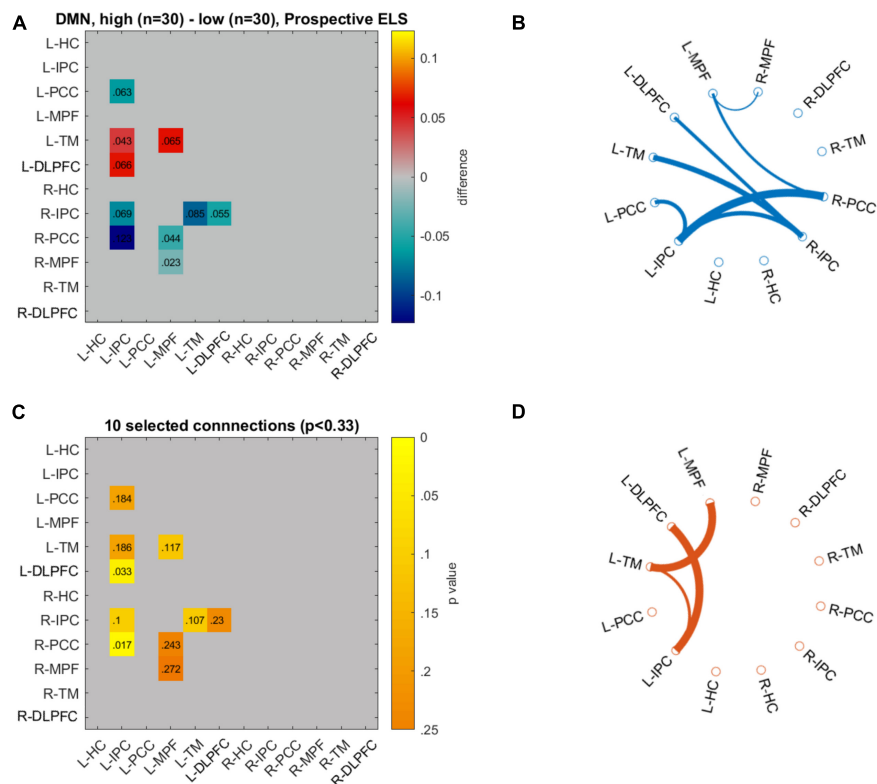 A
DMN, high (n=30) - low (n=30), Prospective ELS
L-HC
L-IPC
L-PCC
L-MPF
L-TM
L-DLPFC
R-HC
R-IPC
R-PCC
R-MPF
R-TM
R-DLPFC
.063
.043 .065
.066
.069 .085 .055
.044
.023
L-HC L-IPC L-PCC L-MPF L-TM L-DLPFC R-HC R-IPC R-PCC R-MPF R-TM R-DLPFC
0.1
0.05
0
-0.05
-0.1
difference
B
L-MPF R-MPF
L-DLPFC R-DLPFC
L-TM R-TM
L-PCC R-PCC
L-IPC R-IPC
L-HC R-HC
C
10 selected connnections (p<0.33)
L-HC
L-IPC
L-PCC
L-MPF
L-TM
L-DLPFC
R-HC
R-IPC
R-PCC
R-MPF
R-TM
R-DLPFC
.184
.186 .117
.033
.1 .107 .23
.017 .243
.272
L-HC L-IPC L-PCC L-MPF L-TM L-DLPFC R-HC R-IPC R-PCC R-MPF R-TM R-DLPFC
0
.05
.1
.15
.2
.25
p value
D
L-MPF R-MPF
L-DLPFC R-DLPFC
L-TM R-TM
L-PCC R-PCC
L-IPC R-IPC
L-HC R-HC